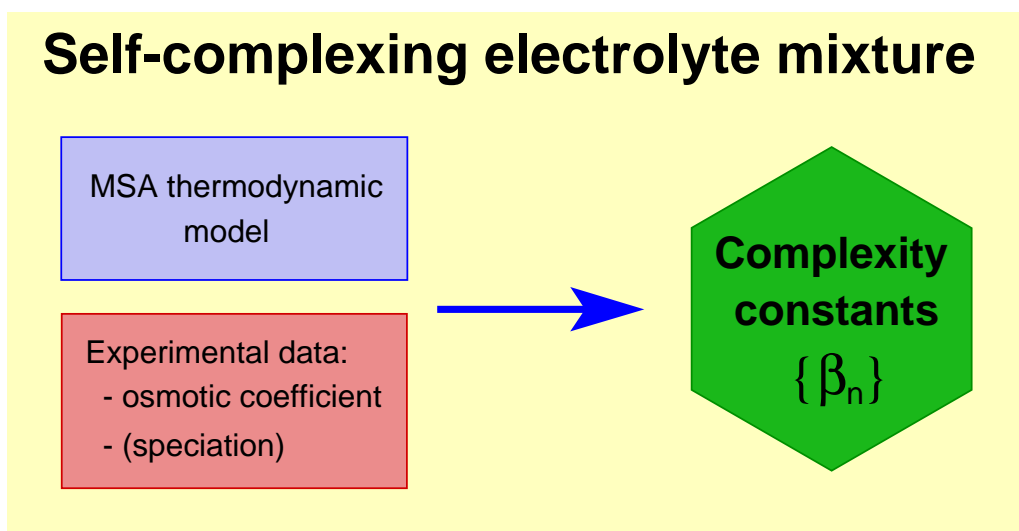 Self-complexing electrolyte mixture
MSA thermodynamic
model
Experimental data:
- osmotic coefficient
- (speciation)
Complexity
constants
{βn}